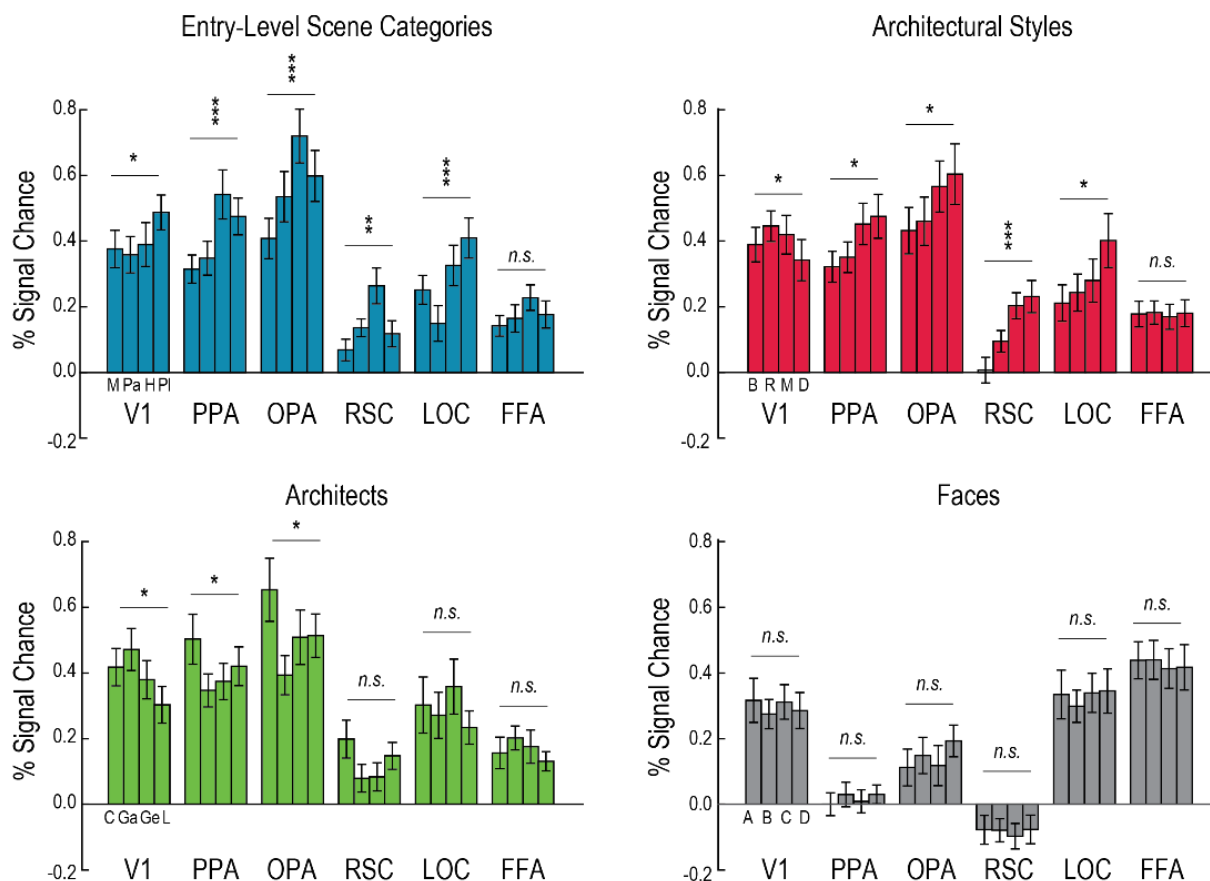 Entry-Level Scene Categories
% Signal Chance
0.8
0.6
0.4
0.2
0.0
-0.2
*
***
***
**
***
n.s.
M Pa H Pl
V1 PPA OPA RSC LOC FFA
Architectural Styles
% Signal Chance
0.8
0.6
0.4
0.2
0.0
-0.2
*
*
*
***
*
n.s.
B R M D
V1 PPA OPA RSC LOC FFA
Architects
% Signal Chance
0.8
0.6
0.4
0.2
0.0
-0.2
*
*
*
n.s.
n.s.
n.s.
C Ga Ge L
V1 PPA OPA RSC LOC FFA
Faces
% Signal Chance
0.8
0.6
0.4
0.2
0.0
-0.2
n.s.
n.s.
n.s.
n.s.
n.s.
n.s.
A B C D
V1 PPA OPA RSC LOC FFA